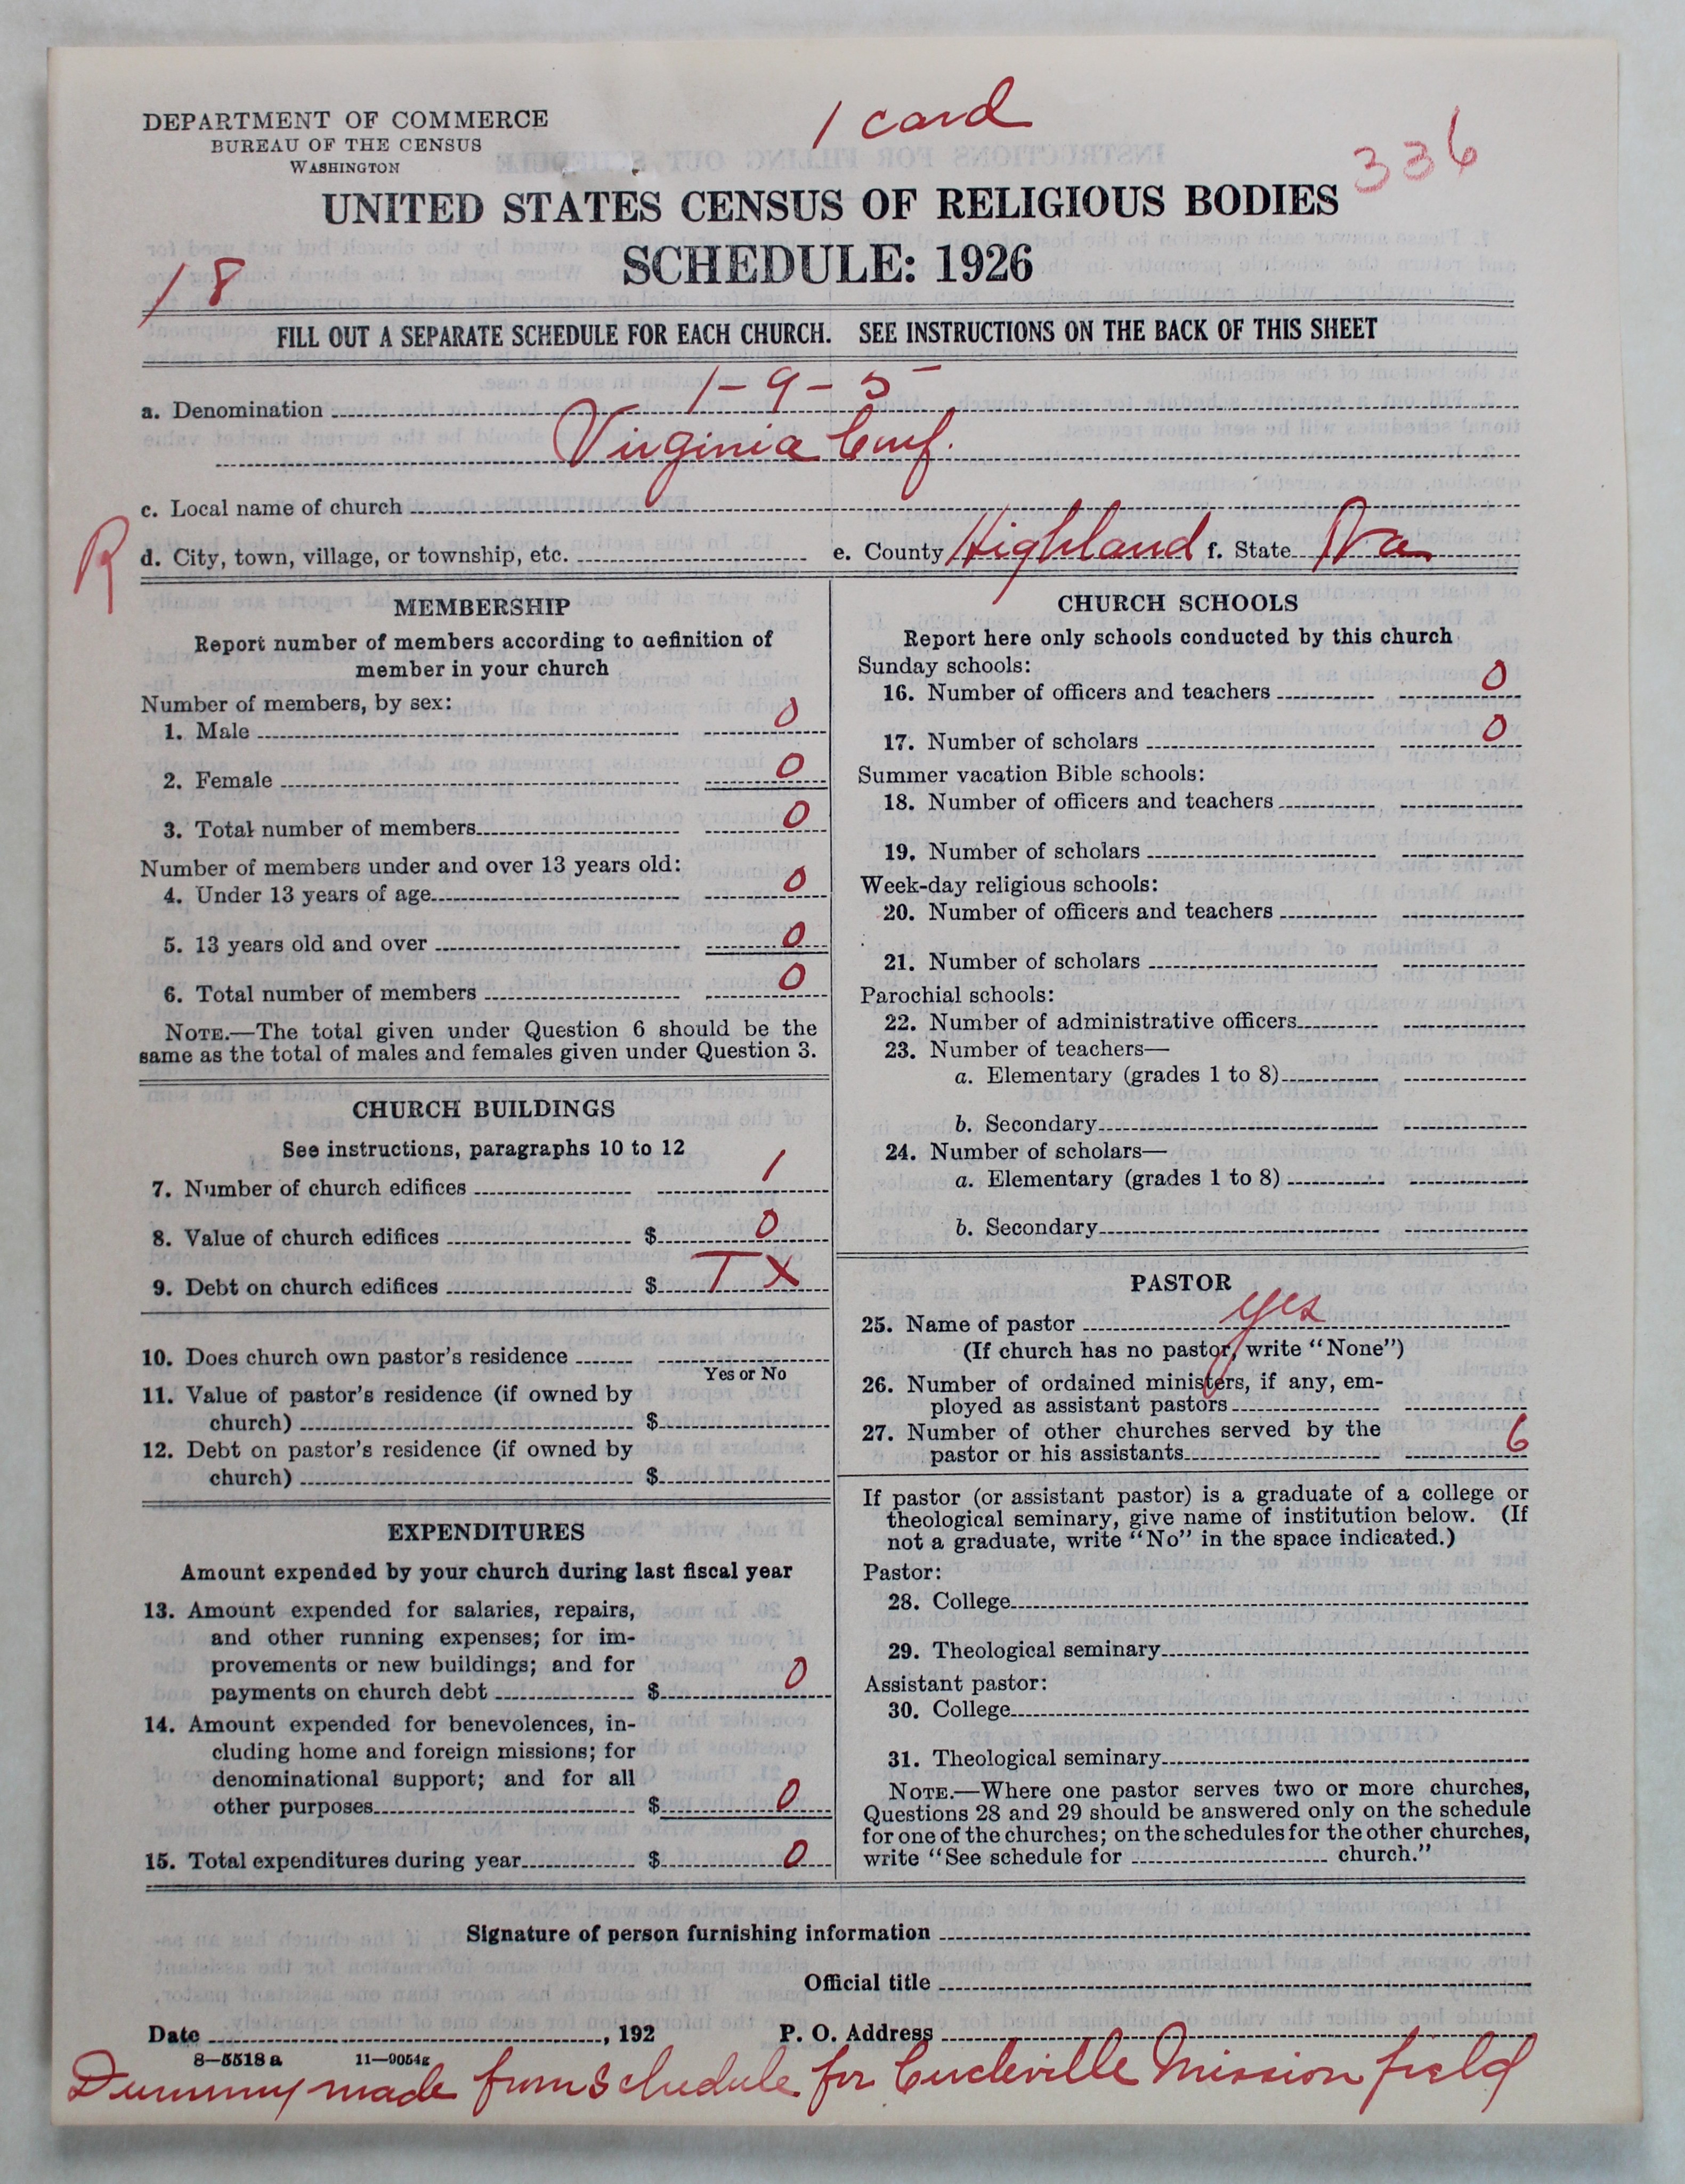 1 card
336
DEPARTMENT OF COMMERCE
BUREAU OF THE CENSUS
WASHINGTON
UNITED STATES CENSUS OF RELIGIOUS BODIES
SCHEDULE: 1926
18
FILL OUT A SEPARATE SCHEDULE FOR EACH CHURCH. SEE INSTRUCTIONS ON THE BACK OF THIS SHEET
a. Denomination 1-9-5
Virginia Conf.
c. Local name of church
R
d. City, town, village, or township, etc. e. County Highland f. State Va
MEMBERSHIP
Report number of members according to definition of
member in your church
Number of members, by sex:
1. Male 0
2. Female 0
3. Total number of members 0
Number of members under and over 13 years old:
4. Under 13 years of age 0
5. 13 years old and over 0
6. Total number of members 0
NOTE.—The total given under Question 6 should be the
same as the total of males and females given under Question 3.
CHURCH BUILDINGS
See instructions, paragraphs 10 to 12
7. Number of church edifices 1
8. Value of church edifices $ 0
9. Debt on church edifices $ TX
10. Does church own pastor's residence
Yes or No
11. Value of pastor's residence (if owned by
church) $
12. Debt on pastor's residence (if owned by
church) $
EXPENDITURES
Amount expended by your church during last fiscal year
13. Amount expended for salaries, repairs,
and other running expenses; for im-
provements or new buildings; and for
payments on church debt $ 0
14. Amount expended for benevolences, in-
cluding home and foreign missions; for
denominational support; and for all
other purposes $ 0
15. Total expenditures during year $ 0
CHURCH SCHOOLS
Report here only schools conducted by this church
Sunday schools:
16. Number of officers and teachers 0
17. Number of scholars 0
Summer vacation Bible schools:
18. Number of officers and teachers
19. Number of scholars
Week-day religious schools:
20. Number of officers and teachers
21. Number of scholars
Parochial schools:
22. Number of administrative officers
23. Number of teachers—
a. Elementary (grades 1 to 8)
b. Secondary
24. Number of scholars—
a. Elementary (grades 1 to 8)
b. Secondary
PASTOR
25. Name of pastor yes
(If church has no pastor, write "None")
26. Number of ordained ministers, if any, em-
ployed as assistant pastors
27. Number of other churches served by the
pastor or his assistants 6
If pastor (or assistant pastor) is a graduate of a college or
theological seminary, give name of institution below. (If
not a graduate, write "No" in the space indicated.)
Pastor:
28. College
29. Theological seminary
Assistant pastor:
30. College
31. Theological seminary
NOTE.—Where one pastor serves two or more churches,
Questions 28 and 29 should be answered only on the schedule
for one of the churches; on the schedules for the other churches,
write "See schedule for church."
Signature of person furnishing information
Official title
Date , 192 P. O. Address
8—5518 a 11—9054g
Dummy made from schedule for Mission field